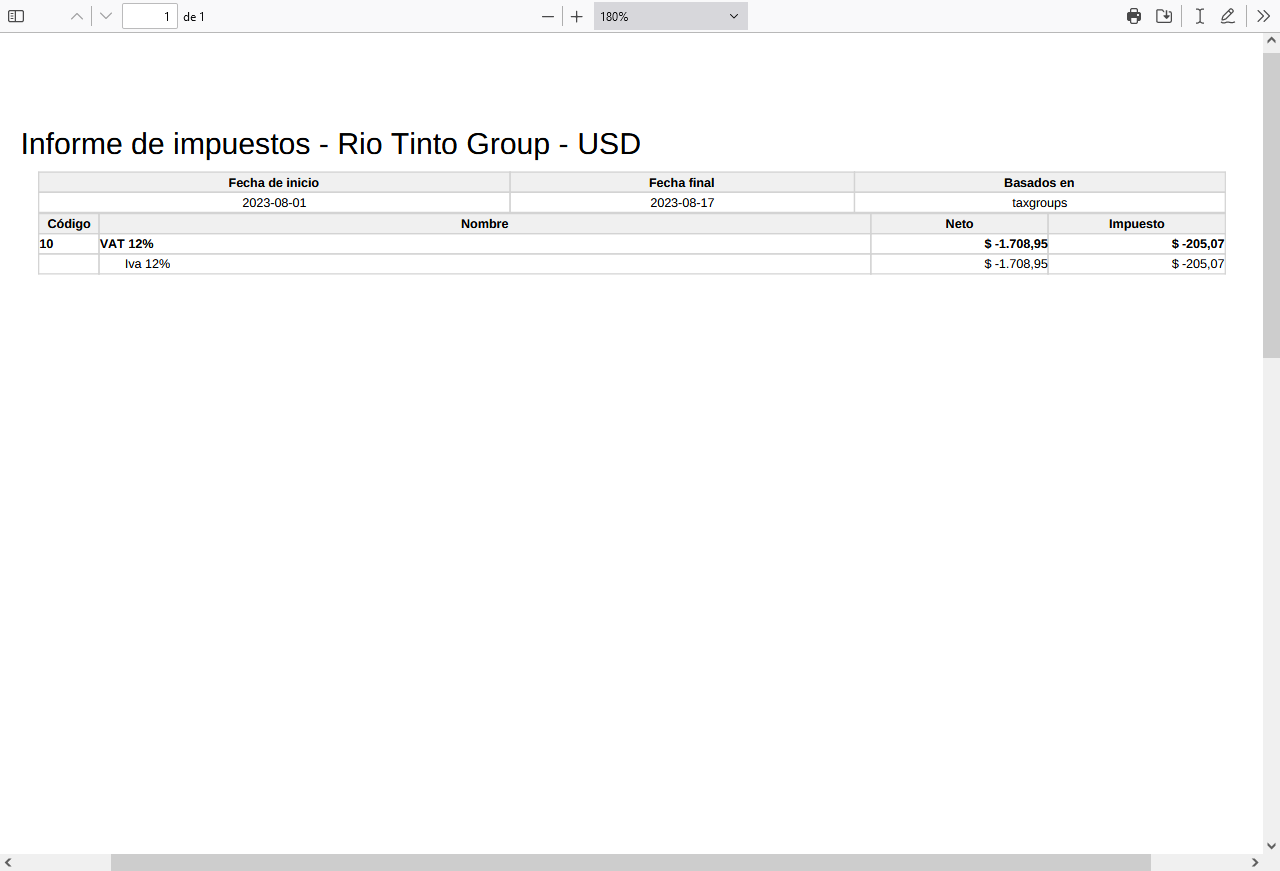 1 de 1 180%
Informe de impuestos - Rio Tinto Group - USD
Fecha de inicio Fecha final Basados en
2023-08-01 2023-08-17 taxgroups
Código Nombre Neto Impuesto
10 VAT 12% $ -1.708,95 $ -205,07
Iva 12% $ -1.708,95 $ -205,07